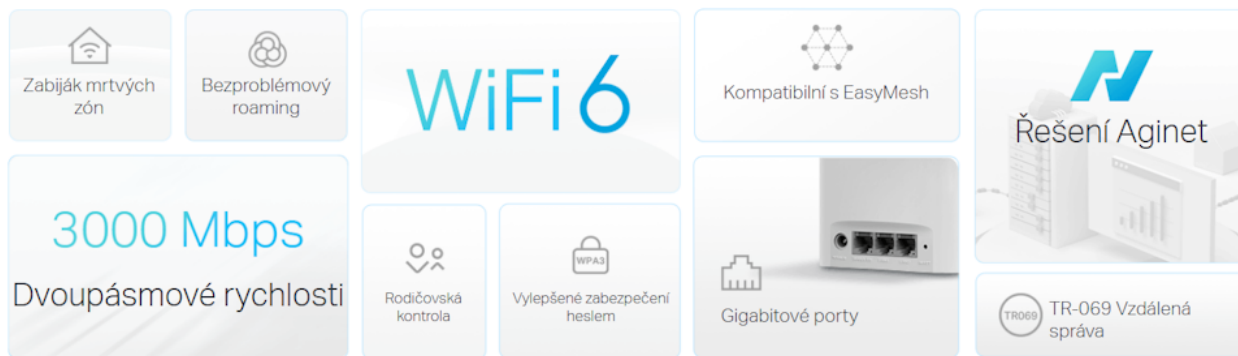 Zabiják mrtvých
zón
Bezproblémový
roaming
WiFi 6
Kompatibilní s EasyMesh
Řešení Aginet
3000 Mbps
Dvoupásmové rychlosti
Rodičovská
kontrola
WPA3
Vylepšené zabezpečení
heslem
Gigabitové porty
TR069
TR-069 Vzdálená
správa